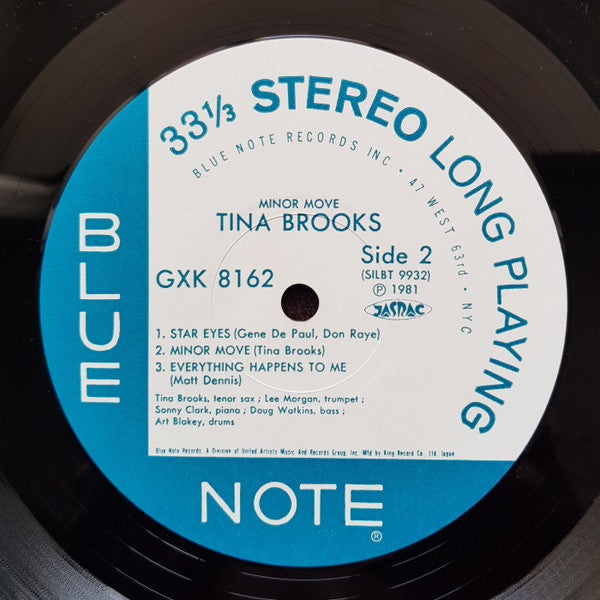 33⅓ STEREO LONG PLAYING
BLUE NOTE RECORDS INC • 47 WEST 63rd • NYC
MINOR MOVE
TINA BROOKS
Side 2
GXK 8162
(SILBT 9932)
Ⓟ 1981
JASRAC
1. STAR EYES (Gene De Paul, Don Raye)
2. MINOR MOVE (Tina Brooks)
3. EVERYTHING HAPPENS TO ME
(Matt Dennis)
Tina Brooks, tenor sax ; Lee Morgan, trumpet ;
Sonny Clark, piano ; Doug Watkins, bass ;
Art Blakey, drums
Blue Note Records, A Division of United Artists Music And Records Group, Inc. Mfd by King Record Co. Ltd. Japan
BLUE
NOTE
®